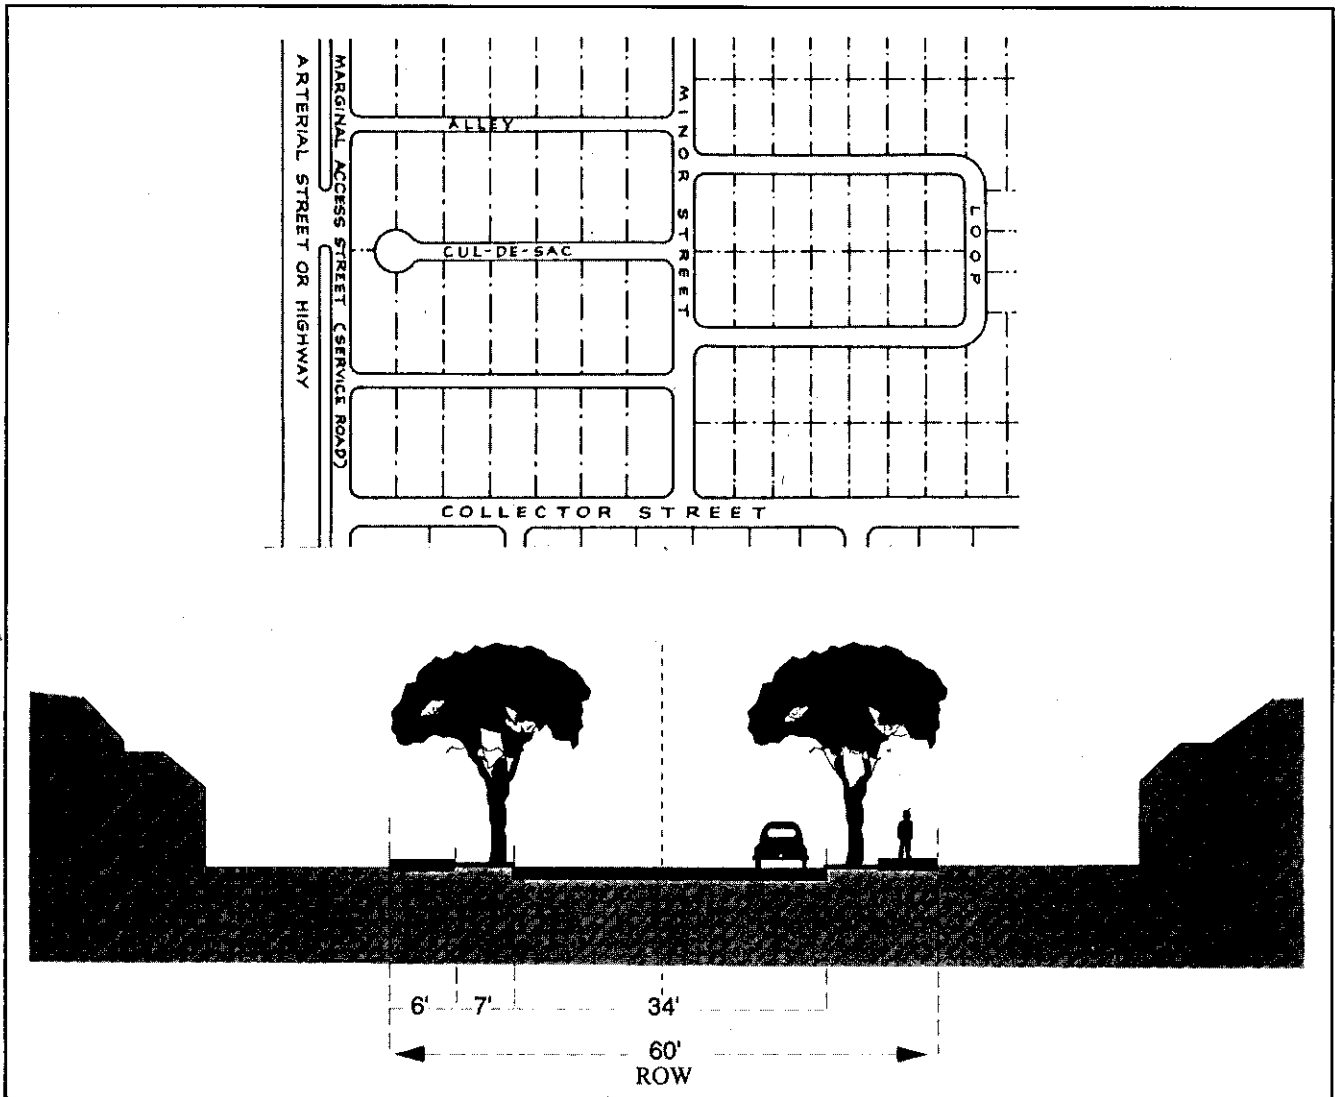 ARTERIAL STREET OR HIGHWAY
MARGINAL ACCESS STREET (SERVICE ROAD)
ALLEY
CUL-DE-SAC
MINOR STREET
LOOP
COLLECTOR STREET
6' 7' 34'
60'
ROW